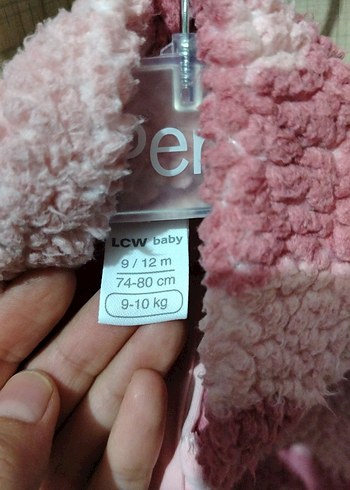 Per
LCW baby
9 / 12 m
74-80 cm
9-10 kg